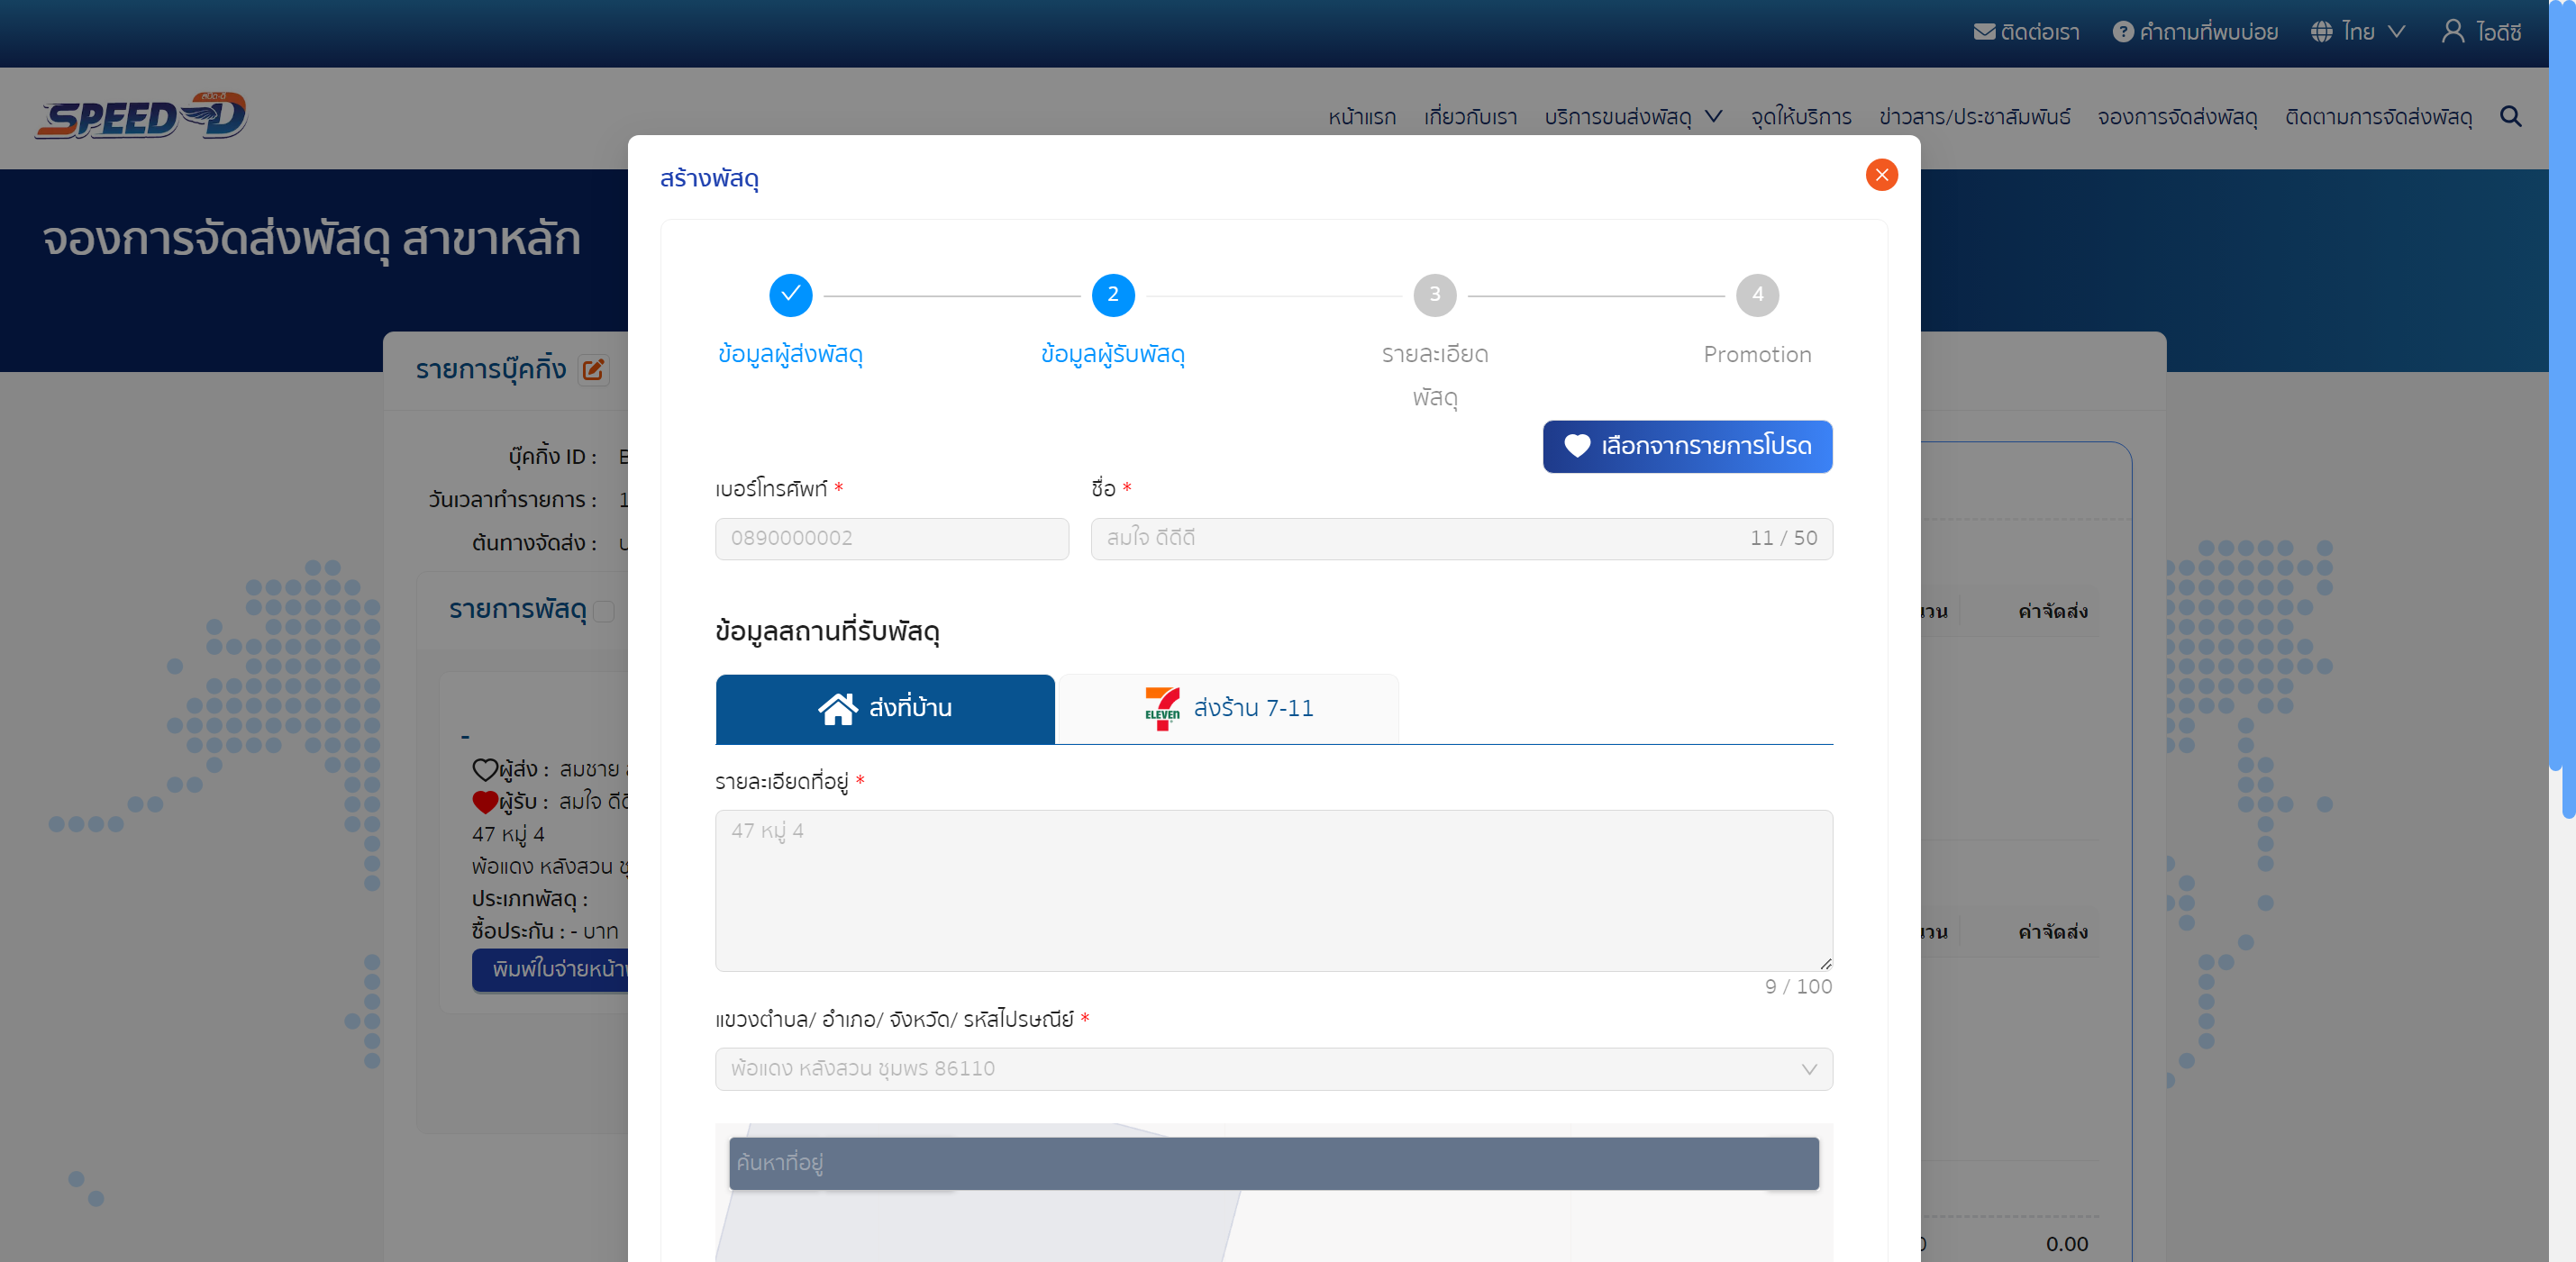 ติดต่อเรา คำถามที่พบบ่อย ไทย ไอดีซี
SPEED-D สปีด-ดี
หน้าแรก เกี่ยวกับเรา บริการขนส่งพัสดุ จุดให้บริการ ข่าวสาร/ประชาสัมพันธ์ จองการจัดส่งพัสดุ ติดตามการจัดส่งพัสดุ
จองการจัดส่งพัสดุ สาขาหลัก
รายการบุ๊คกิ้ง
บุ๊คกิ้ง ID :
วันเวลาทำรายการ :
ต้นทางจัดส่ง :
รายการพัสดุ
-
ผู้ส่ง : สมชาย
ผู้รับ : สมใจ
47 หมู่ 4
พ้อแดง หลังสวน
ประเภทพัสดุ :
ซื้อประกัน : - บาท
พิมพ์ใบจ่ายหน้า
สร้างพัสดุ
2 3 4
ข้อมูลผู้ส่งพัสดุ ข้อมูลผู้รับพัสดุ รายละเอียด Promotion
พัสดุ
เลือกจากรายการโปรด
เบอร์โทรศัพท์ * ชื่อ *
0890000002 สมใจ ดีดีดี 11 / 50
ข้อมูลสถานที่รับพัสดุ
ส่งที่บ้าน 7 ELEVEN ส่งร้าน 7-11
รายละเอียดที่อยู่ *
47 หมู่ 4
9 / 100
แขวงตำบล/ อำเภอ/ จังหวัด/ รหัสไปรษณีย์ *
พ้อแดง หลังสวน ชุมพร 86110
ค้นหาที่อยู่
ค่าจัดส่ง
ค่าจัดส่ง
0.00